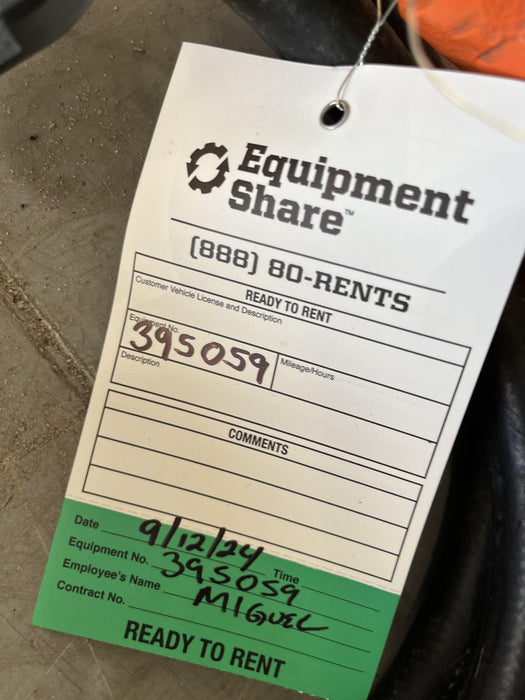 Equipment
Share™
(888) 80-RENTS
READY TO RENT
Customer Vehicle License and Description
Equipment No.
395059
Mileage/Hours
Description
COMMENTS
Date 9/12/24 Time
Equipment No. 395059
Employee's Name MIGUEL
Contract No.
READY TO RENT